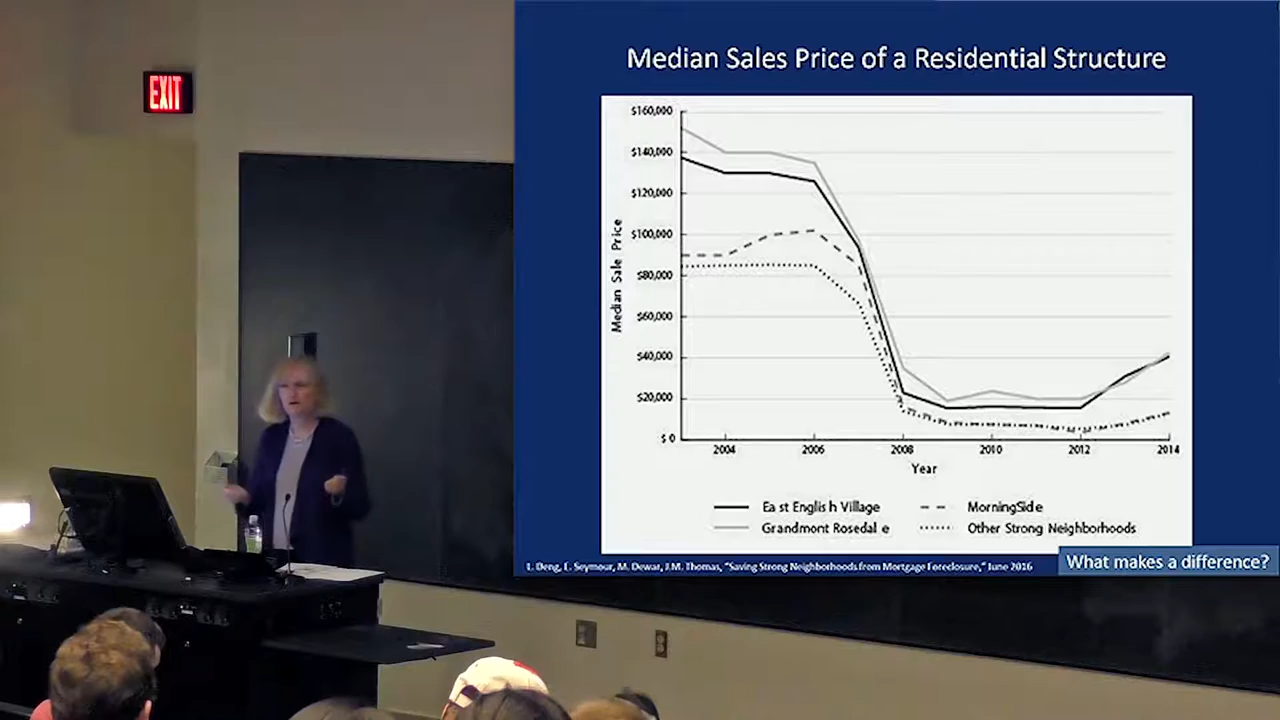 EXIT
Median Sales Price of a Residential Structure
$160,000
$140,000
$120,000
$100,000
$80,000
$60,000
$40,000
$20,000
$0
Median Sale Price
2004 2006 2008 2010 2012 2014
Year
East English Village
MorningSide
Grandmont Rosedale
Other Strong Neighborhoods
L. Deng, E. Seymour, M. Dewar, J.M. Thomas, "Saving Strong Neighborhoods from Mortgage Foreclosure," June 2016
What makes a difference?